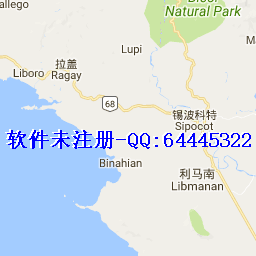 Bicol
Natural Park
allego
Lupi
拉盖
Ragay
Liboro
68
锡波科特
Sipocot
软件未注册-QQ:64445322
Binahian
利马南
Libmanan